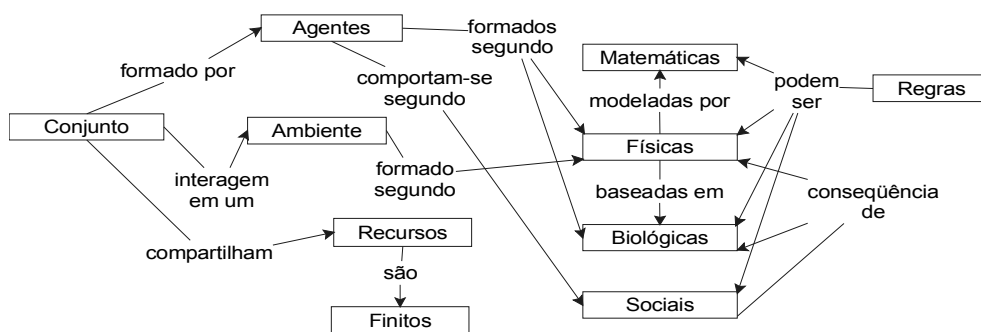 Agentes
formados
segundo
Matemáticas
formado por
comportam-se
segundo
podem
ser
Regras
modeladas por
Conjunto
Ambiente
Físicas
interagem
em um
formado
segundo
baseadas em
conseqüência
de
compartilham
Recursos
Biológicas
são
Finitos
Sociais